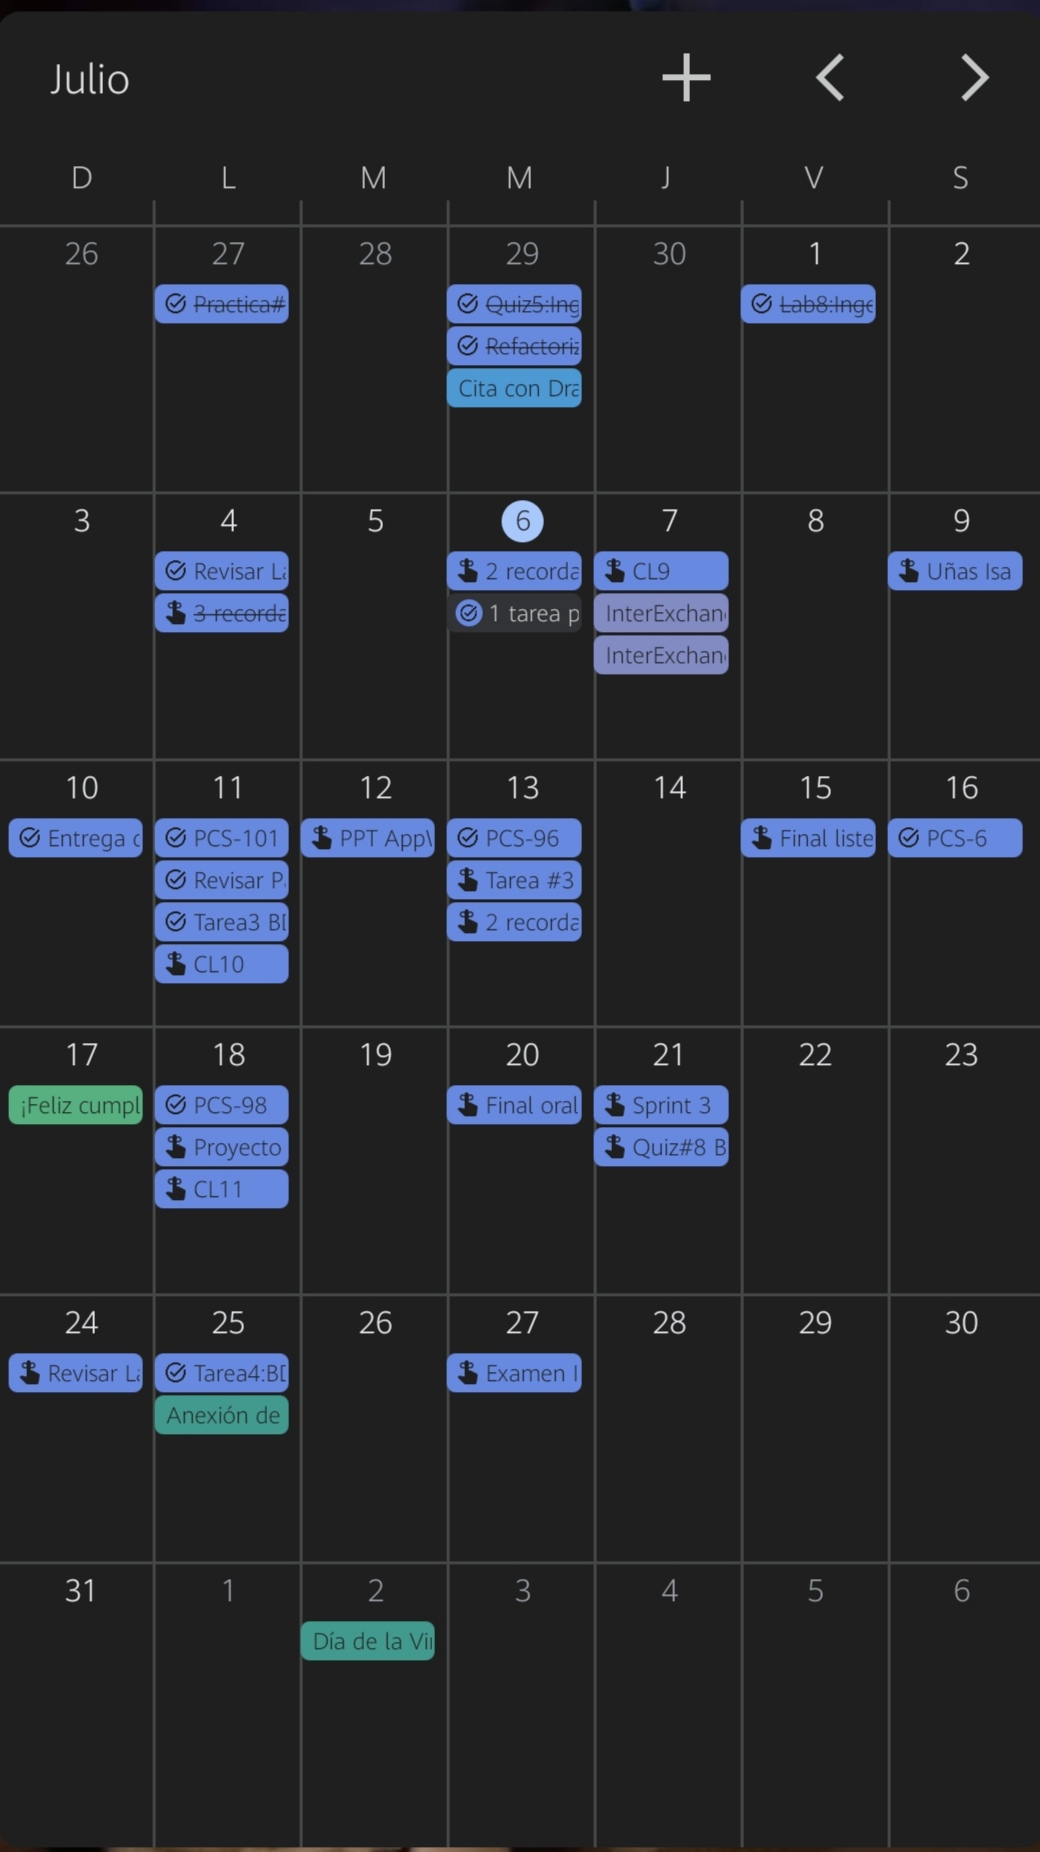 Julio
D L M M J V S
26 27 28 29 30 1 2
Practica# Quiz5:Ing Lab8:Inge
Refactoriz
Cita con Dra
3 4 5 6 7 8 9
Revisar La 2 recorda CL9 Uñas Isa
3 recorda 1 tarea p InterExchan
InterExchan
10 11 12 13 14 15 16
Entrega PCS-101 PPT App PCS-96 Final liste PCS-6
Revisar P Tarea #3
Tarea3 BD 2 recorda
CL10
17 18 19 20 21 22 23
¡Feliz cumpl PCS-98 Final oral Sprint 3
Proyecto Quiz#8 B
CL11
24 25 26 27 28 29 30
Revisar La Tarea4:BD Examen I
Anexión de
31 1 2 3 4 5 6
Día de la Vi